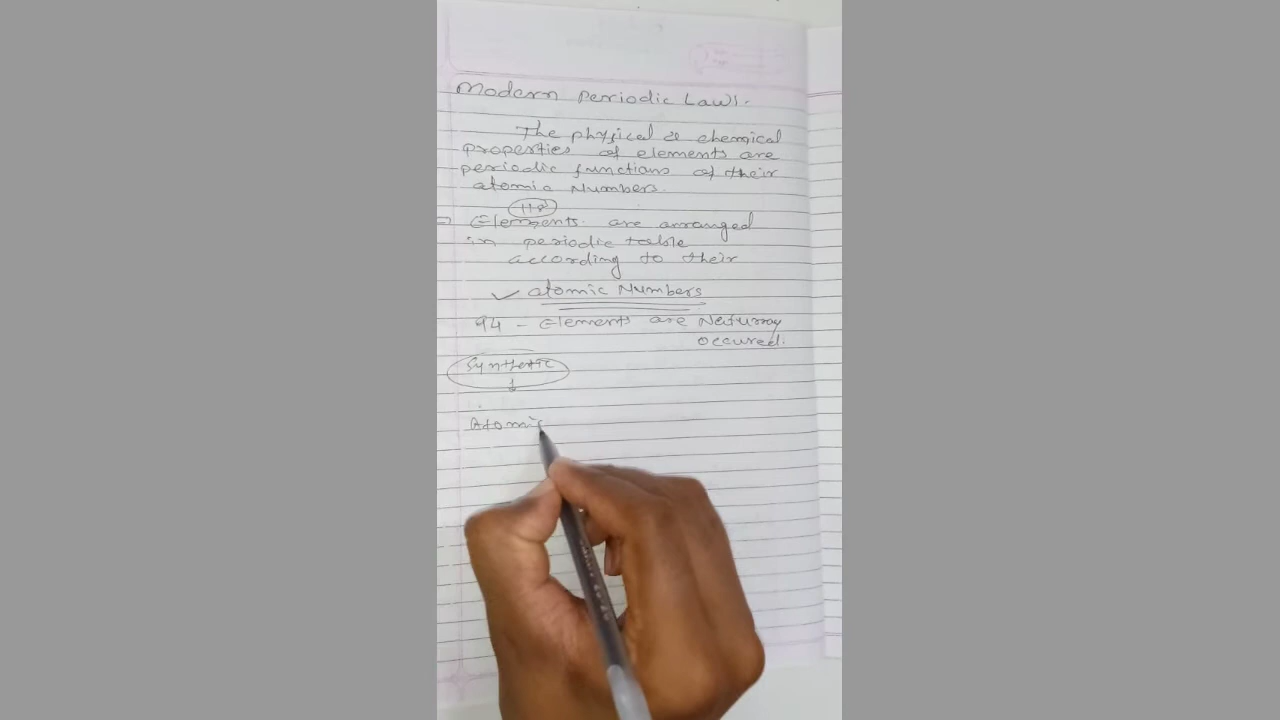 Modern Periodic Laws.
The physical & chemical
properties of elements are
periodic functions of their
atomic Numbers.
118
Elements are arranged
in periodic table
according to their
atomic Numbers
94 - Elements are
occured.
Synthetic
Atomic